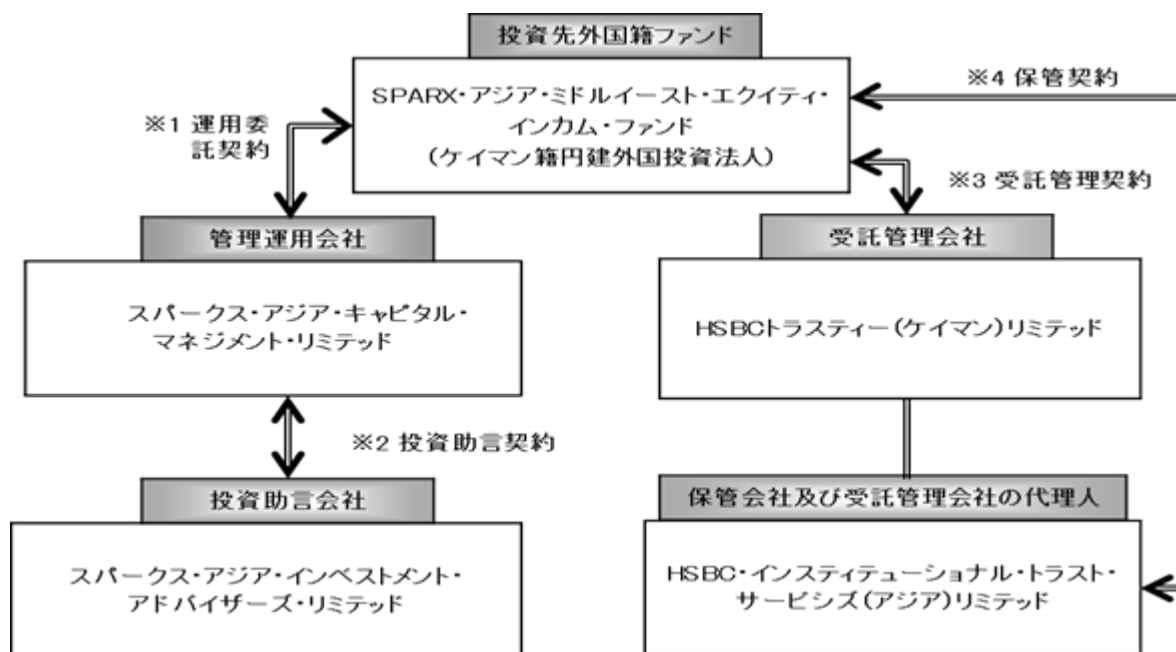 投資先外国籍ファンド
SPARX・アジア・ミドルイースト・エクイティ・
インカム・ファンド
（ケイマン籍円建外国投資法人）
※4 保管契約
※1 運用委
託契約
※3 受託管理契約
管理運用会社
スパークス・アジア・キャピタル・
マネジメント・リミテッド
受託管理会社
HSBCトラスティー（ケイマン）リミテッド
※2 投資助言契約
投資助言会社
スパークス・アジア・インベストメント・
アドバイザーズ・リミテッド
保管会社及び受託管理会社の代理人
HSBC・インスティテューショナル・トラスト・
サービシズ（アジア）リミテッド